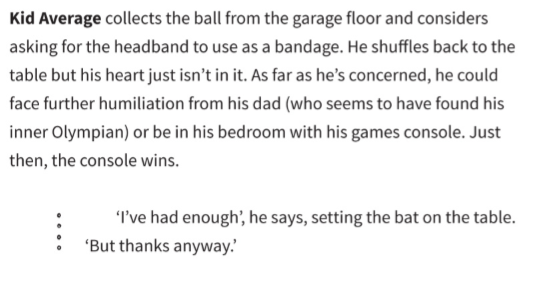 Kid Average collects the ball from the garage floor and considers
asking for the headband to use as a bandage. He shuffles back to the
table but his heart just isn’t in it. As far as he’s concerned, he could
face further humiliation from his dad (who seems to have found his
inner Olympian) or be in his bedroom with his games console. Just
then, the console wins.
‘I’ve had enough’, he says, setting the bat on the table.
‘But thanks anyway.’